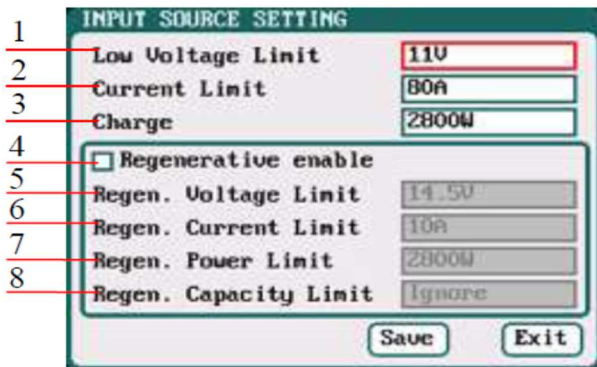 INPUT SOURCE SETTING
1 Low Voltage Limit 11V
2 Current Limit 80A
3 Charge 2800W
4 Regenerative enable
5 Regen. Voltage Limit 14.5V
6 Regen. Current Limit 10A
7 Regen. Power Limit 2800W
8 Regen. Capacity Limit Ignore
Save Exit